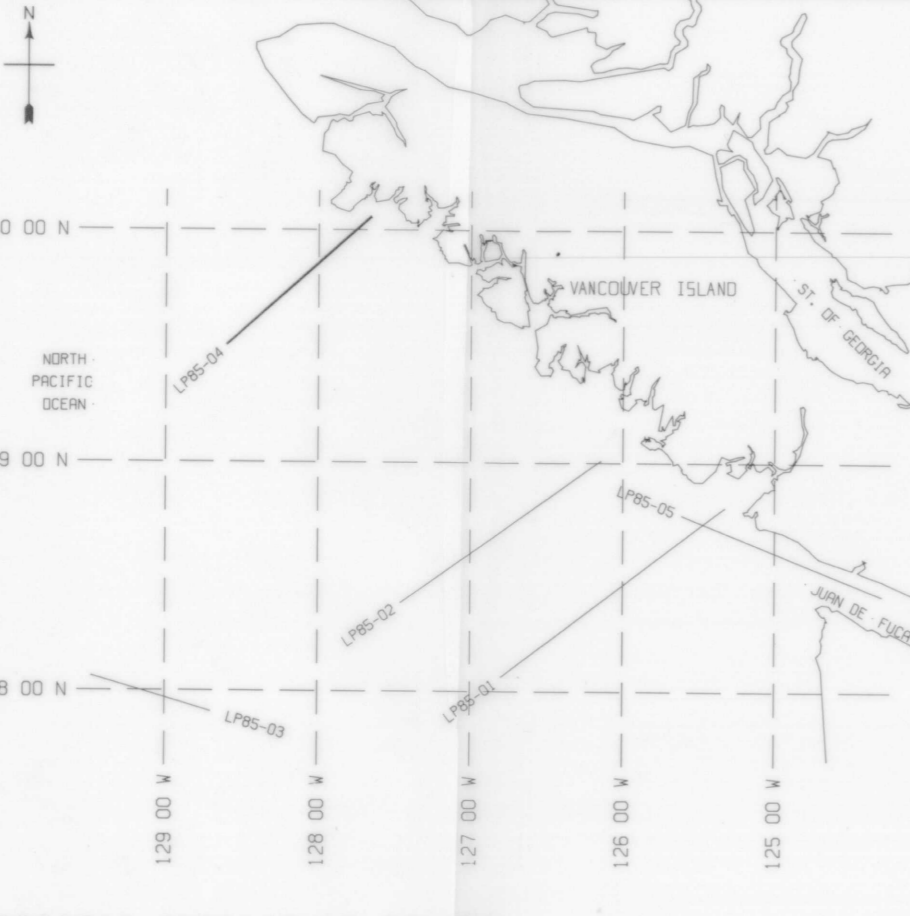 N
0 00 N
VANCOUVER ISLAND
ST. OF GEORGIA
NORTH
PACIFIC
OCEAN
LP85-04
9 00 N
LP85-05
JUAN DE FUCA
LP85-02
8 00 N
LP85-01
LP85-03
129 00 W
128 00 W
127 00 W
126 00 W
125 00 W